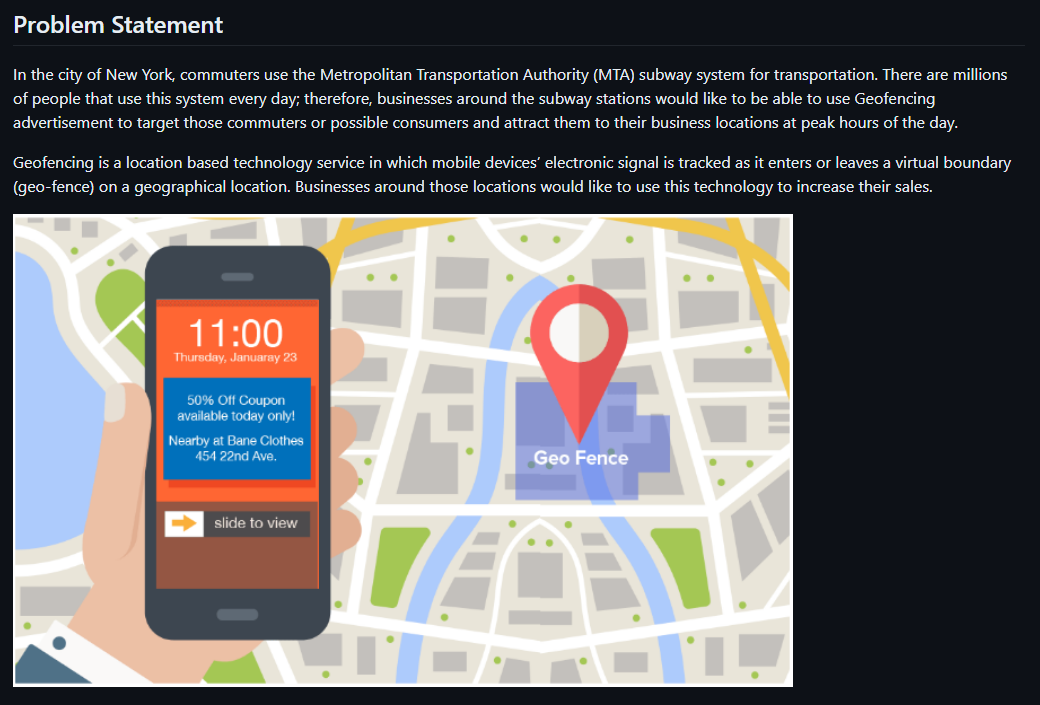 Problem Statement
In the city of New York, commuters use the Metropolitan Transportation Authority (MTA) subway system for transportation. There are millions
of people that use this system every day; therefore, businesses around the subway stations would like to be able to use Geofencing
advertisement to target those commuters or possible consumers and attract them to their business locations at peak hours of the day.
Geofencing is a location based technology service in which mobile devices’ electronic signal is tracked as it enters or leaves a virtual boundary
(geo-fence) on a geographical location. Businesses around those locations would like to use this technology to increase their sales.
11:00
Thursday, Januaray 23
50% Off Coupon
available today only!
Nearby at Bane Clothes
454 22nd Ave.
slide to view
Geo Fence